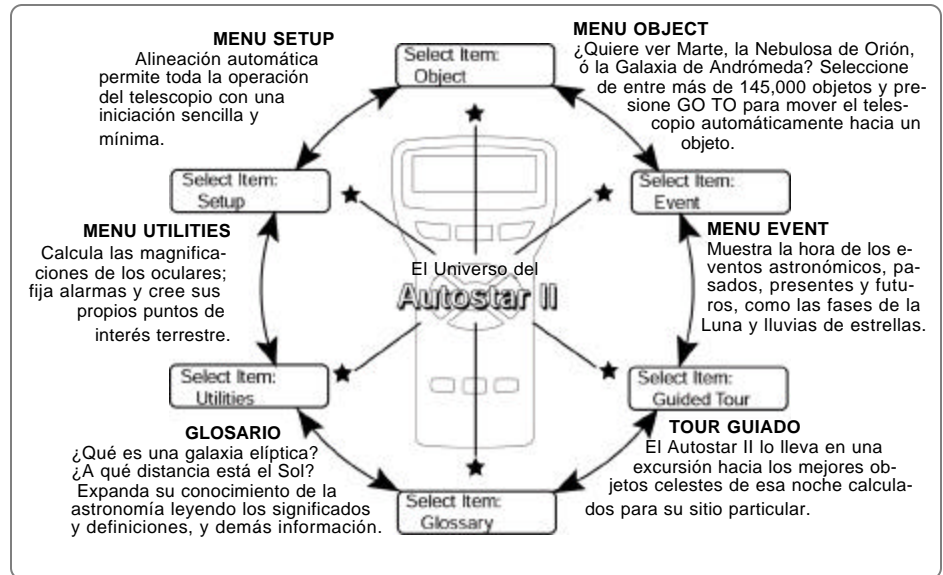 MENU SETUP
Alineación automática
permite toda la operación
del telescopio con una
iniciación sencilla y
mínima.
Select Item:
Object
MENU OBJECT
¿Quiere ver Marte, la Nebulosa de Orión,
ó la Galaxia de Andrómeda? Seleccione
de entre más de 145,000 objetos y pre-
sione GO TO para mover el teles-
copio automáticamente hacia un
objeto.
Select Item:
Setup
Select Item:
Event
MENU UTILITIES
Calcula las magnifica-
ciones de los oculares;
fija alarmas y cree sus
propios puntos de
interés terrestre.
El Universo del
Autostar II
MENU EVENT
Muestra la hora de los e-
ventos astronómicos, pa-
sados, presentes y futu-
ros, como las fases de la
Luna y lluvias de estrellas.
Select Item:
Utilities
Select Item:
Guided Tour
GLOSARIO
¿Qué es una galaxia elíptica?
¿A qué distancia está el Sol?
Expanda su conocimiento de la
astronomía leyendo los significados
y definiciones, y demás información.
Select Item:
Glossary
TOUR GUIADO
El Autostar II lo lleva en una
excursión hacia los mejores ob-
jetos celestes de esa noche calcula-
dos para su sitio particular.